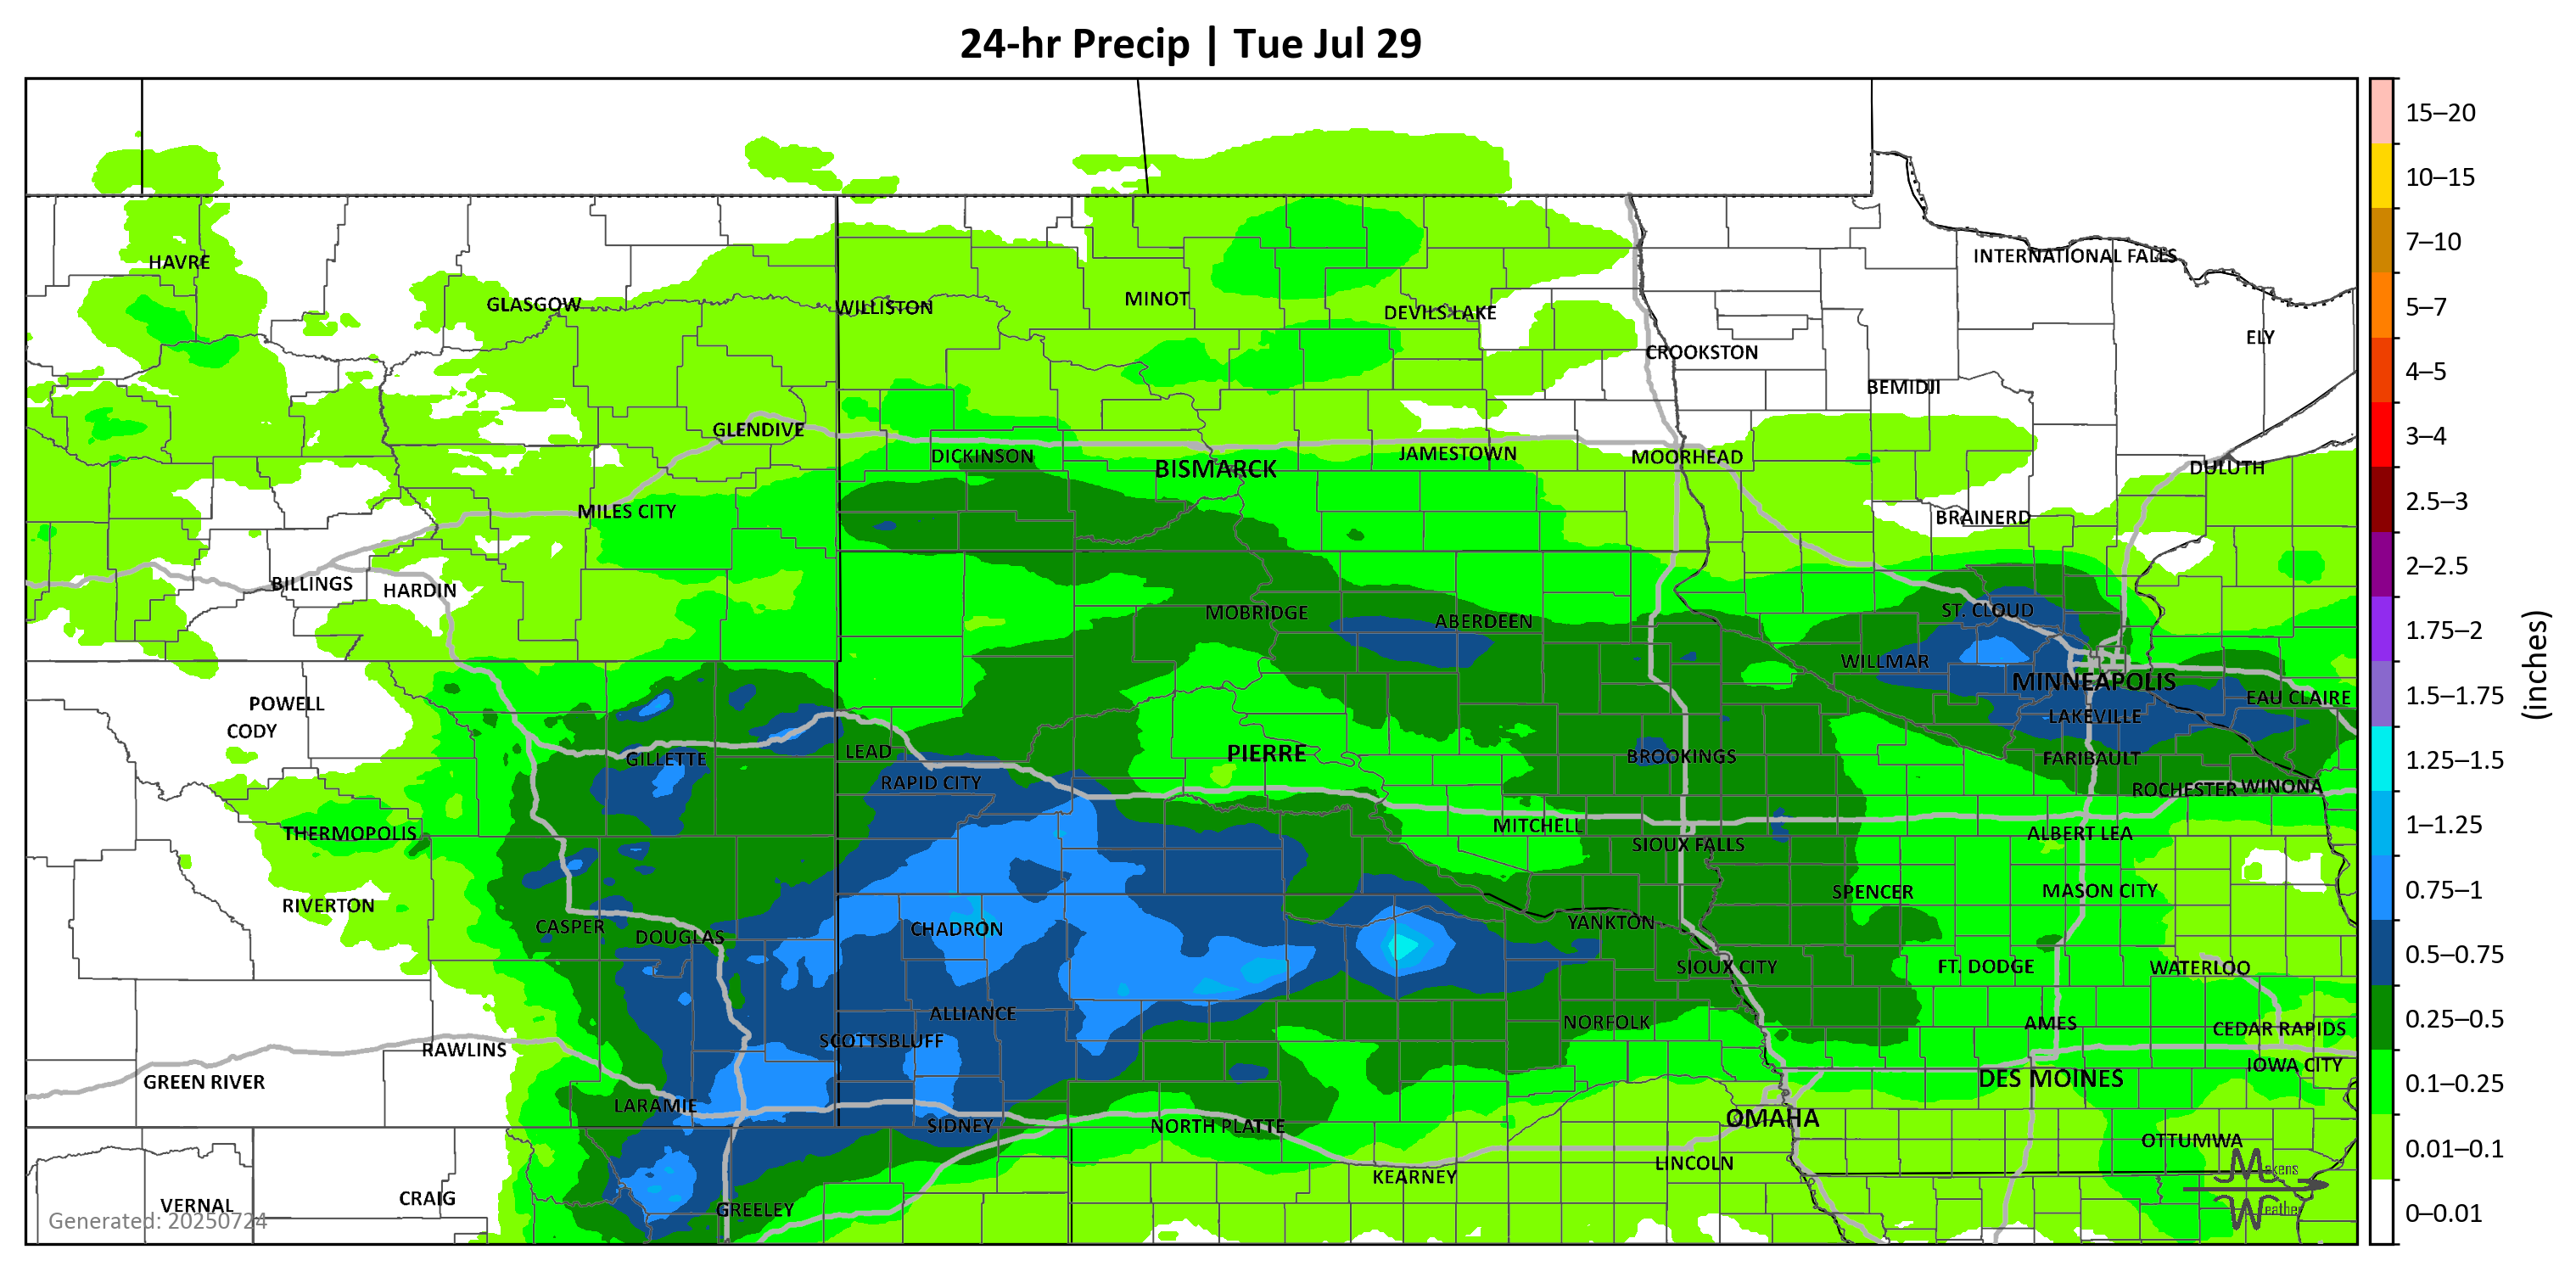 24-hr Precip | Tue Jul 29
15–20
10–15
7–10
5–7
4–5
3–4
2.5–3
2–2.5
1.75–2
1.5–1.75
1.25–1.5
1–1.25
0.75–1
0.5–0.75
0.25–0.5
0.1–0.25
0.01–0.1
0–0.01
(inches)
INTERNATIONAL FALLS
HAVRE
GLASGOW
WILLISTON
MINOT
DEVILS LAKE
ELY
CROOKSTON
BEMIDJI
GLENDIVE
DICKINSON
BISMARCK
JAMESTOWN
MOORHEAD
DULUTH
MILES CITY
BRAINERD
BILLINGS
HARDIN
MOBRIDGE
ABERDEEN
ST. CLOUD
WILLMAR
MINNEAPOLIS
EAU CLAIRE
POWELL
CODY
LAKEVILLE
GILLETTE
LEAD
PIERRE
BROOKINGS
FARIBAULT
RAPID CITY
ROCHESTER
WINONA
THERMOPOLIS
MITCHELL
SIOUX FALLS
ALBERT LEA
RIVERTON
SPENCER
MASON CITY
CASPER
DOUGLAS
CHADRON
YANKTON
SIOUX CITY
FT. DODGE
WATERLOO
ALLIANCE
NORFOLK
AMES
CEDAR RAPIDS
RAWLINS
SCOTTSBLUFF
GREEN RIVER
DES MOINES
IOWA CITY
LARAMIE
SIDNEY
NORTH PLATTE
OMAHA
OTTUMWA
KEARNEY
LINCOLN
VERNAL
CRAIG
GREELEY
Generated: 20250724
Makens
Weather